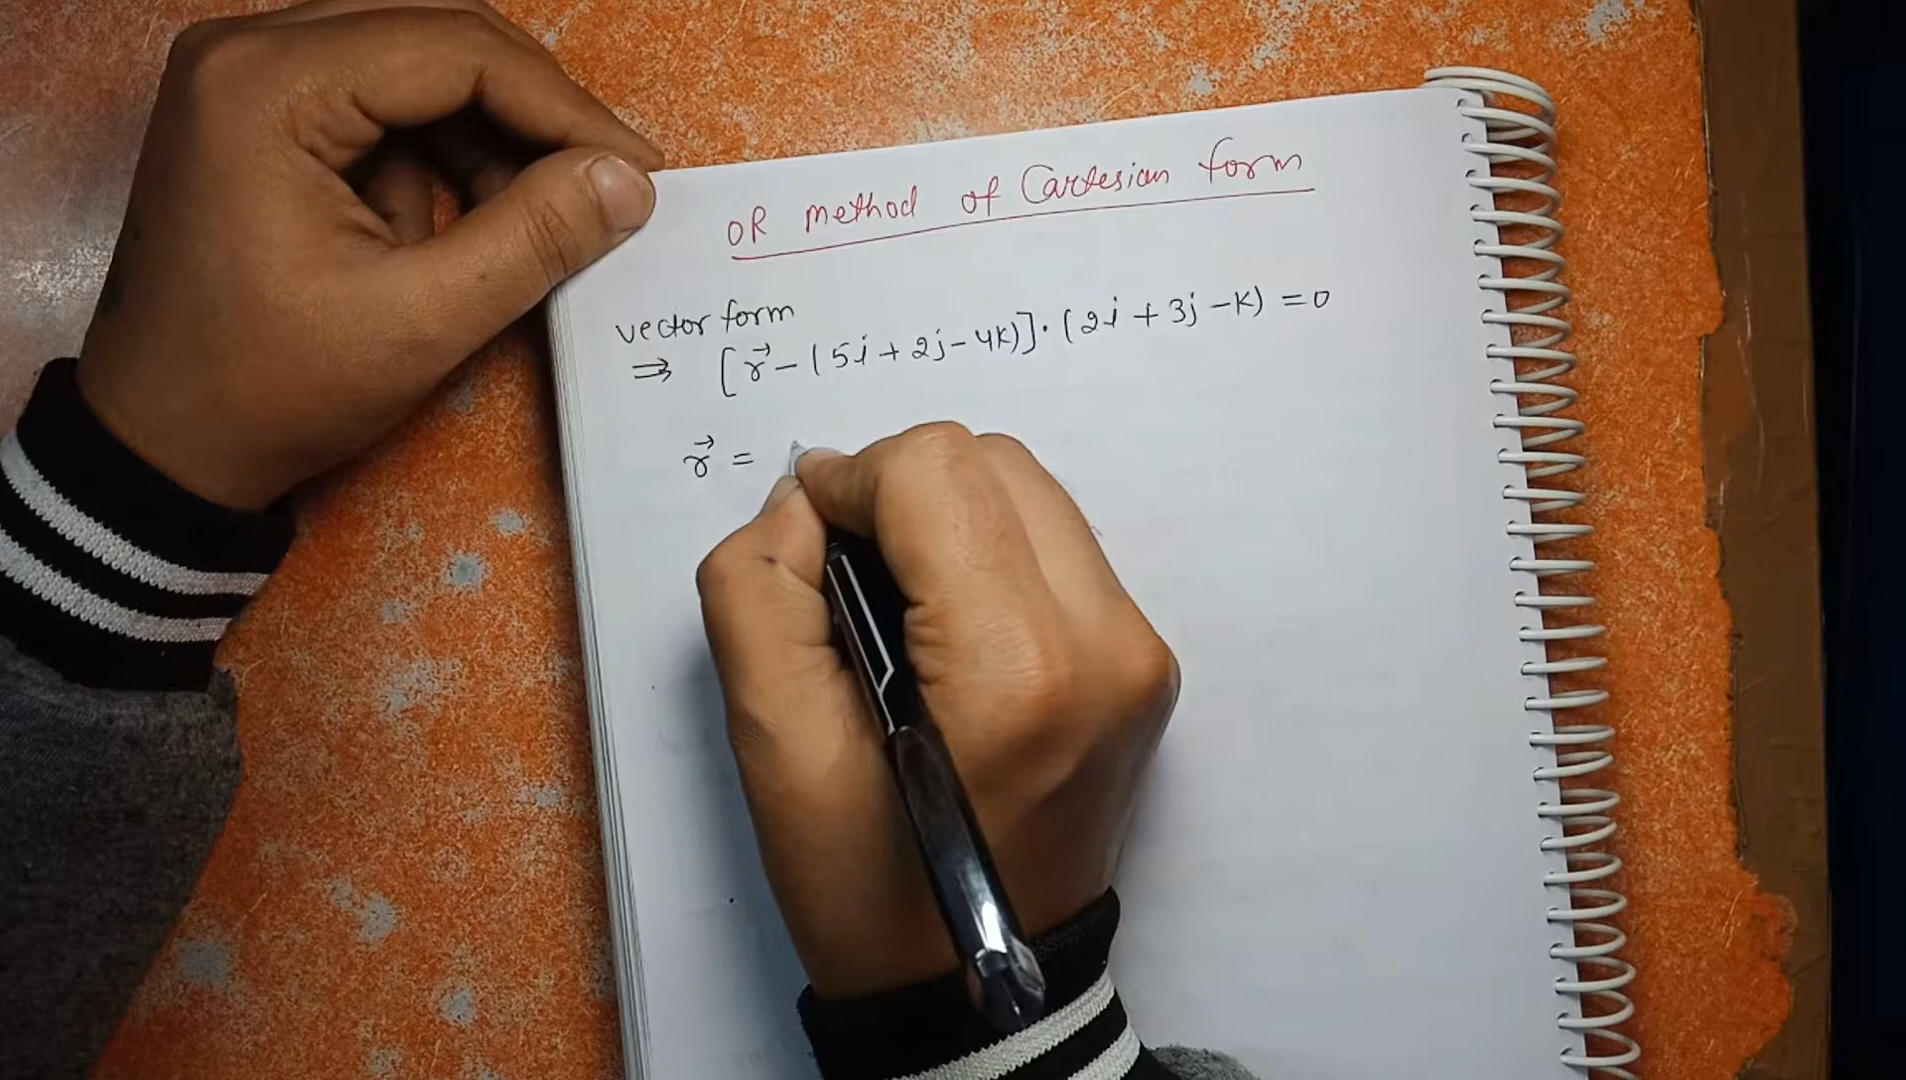 OR method of Cartesian form
vector form
⇒ [r⃗ - (5i + 2j - 4k)] · (2i + 3j - k) = 0
r⃗ =